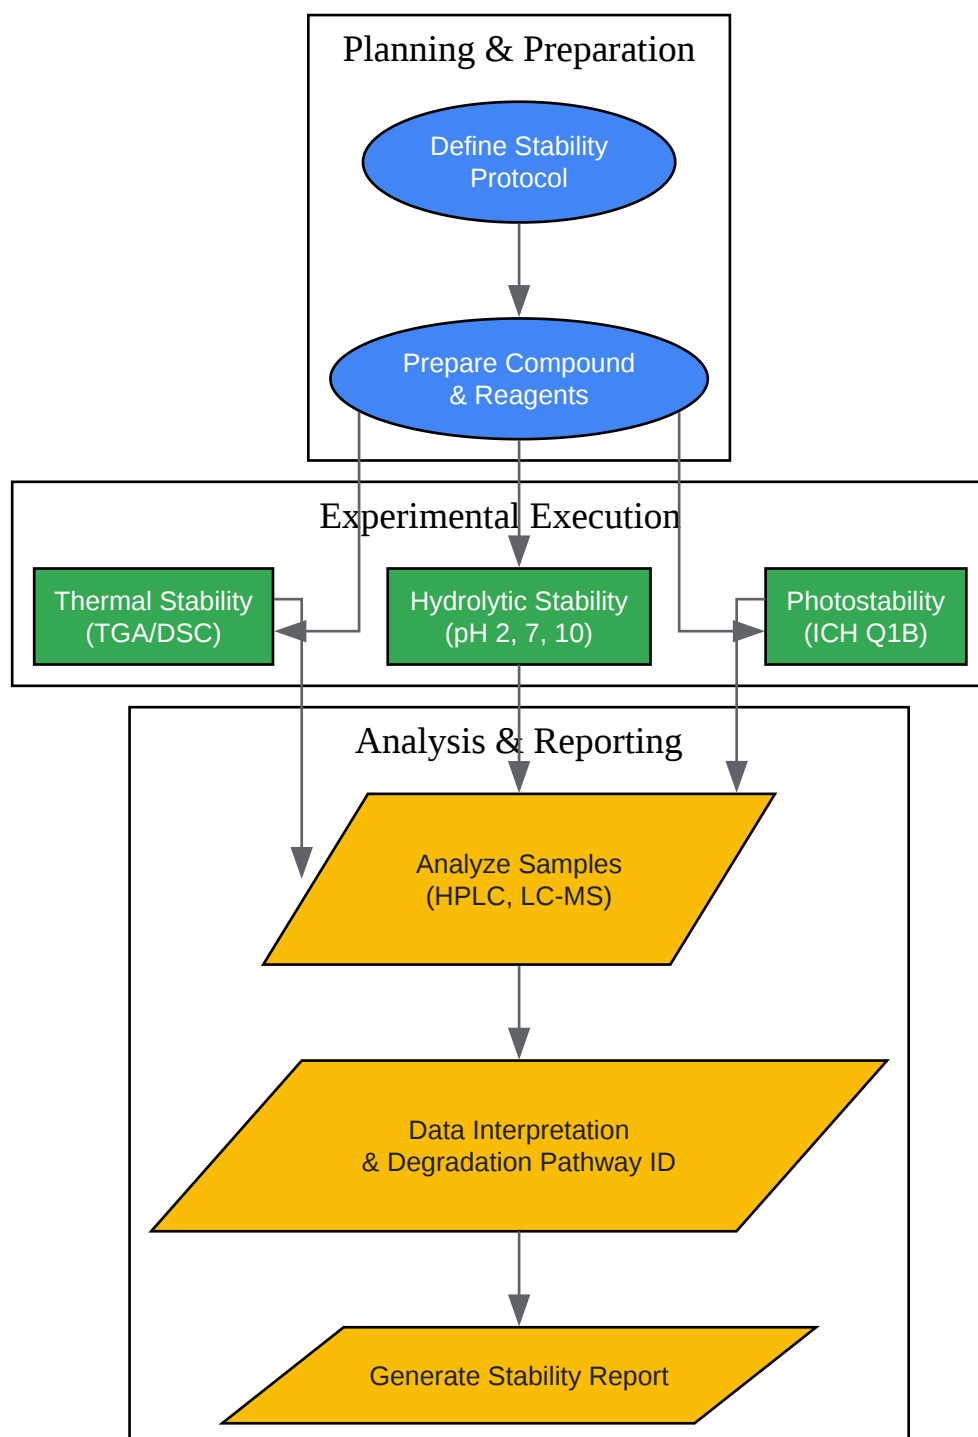 Planning & Preparation
Define Stability
Protocol
Prepare Compound
& Reagents
Experimental Execution
Thermal Stability
(TGA/DSC)
Hydrolytic Stability
(pH 2, 7, 10)
Photostability
(ICH Q1B)
Analysis & Reporting
Analyze Samples
(HPLC, LC-MS)
Data Interpretation
& Degradation Pathway ID
Generate Stability Report